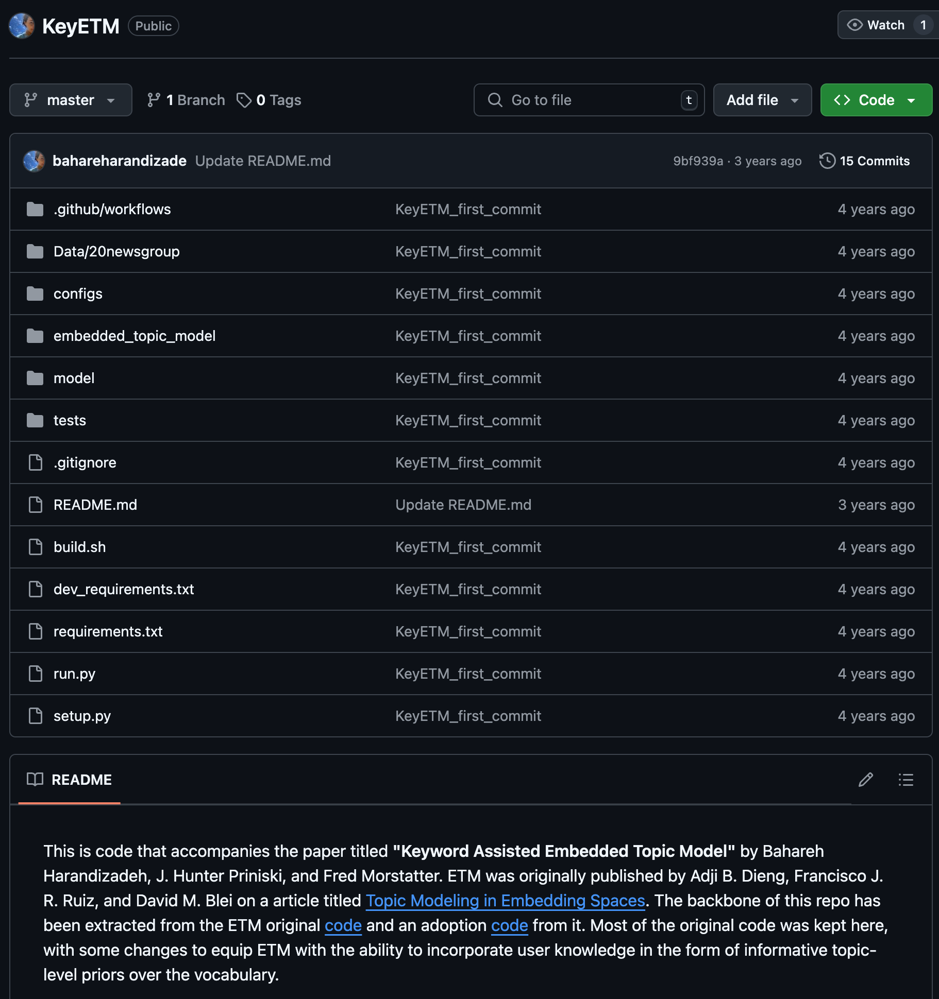 KeyETM Public Watch 1
master 1 Branch 0 Tags Go to file t Add file Code
bahareharandizade Update README.md 9bf939a · 3 years ago 15 Commits
.github/workflows KeyETM_first_commit 4 years ago
Data/20newsgroup KeyETM_first_commit 4 years ago
configs KeyETM_first_commit 4 years ago
embedded_topic_model KeyETM_first_commit 4 years ago
model KeyETM_first_commit 4 years ago
tests KeyETM_first_commit 4 years ago
.gitignore KeyETM_first_commit 4 years ago
README.md Update README.md 3 years ago
build.sh KeyETM_first_commit 4 years ago
dev_requirements.txt KeyETM_first_commit 4 years ago
requirements.txt KeyETM_first_commit 4 years ago
run.py KeyETM_first_commit 4 years ago
setup.py KeyETM_first_commit 4 years ago
README
This is code that accompanies the paper titled "Keyword Assisted Embedded Topic Model" by Bahareh
Harandizadeh, J. Hunter Priniski, and Fred Morstatter. ETM was originally published by Adji B. Dieng, Francisco J.
R. Ruiz, and David M. Blei on a article titled Topic Modeling in Embedding Spaces. The backbone of this repo has
been extracted from the ETM original code and an adoption code from it. Most of the original code was kept here,
with some changes to equip ETM with the ability to incorporate user knowledge in the form of informative topic-
level priors over the vocabulary.